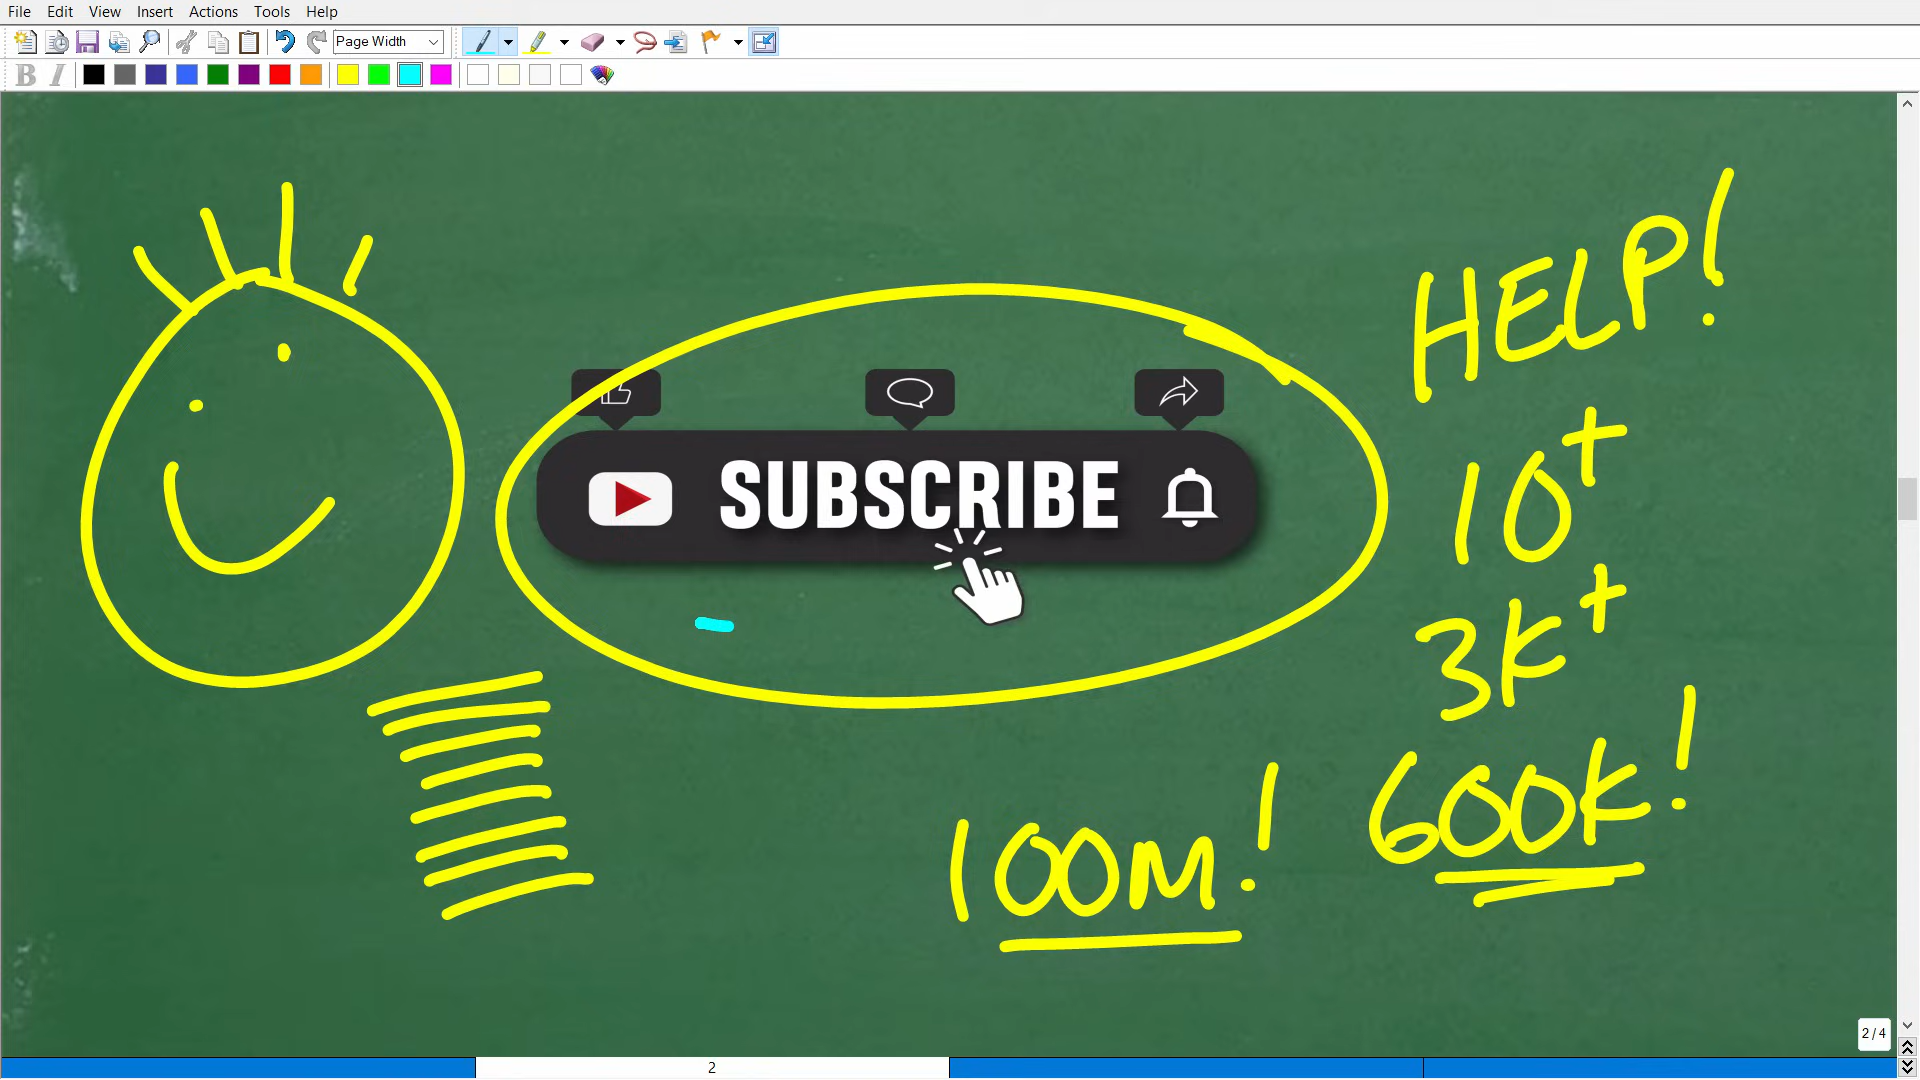 File Edit View Insert Actions Tools Help
Page Width
B I
HELP!
10+
SUBSCRIBE
3K+
600K!
100M!
2 / 4
2